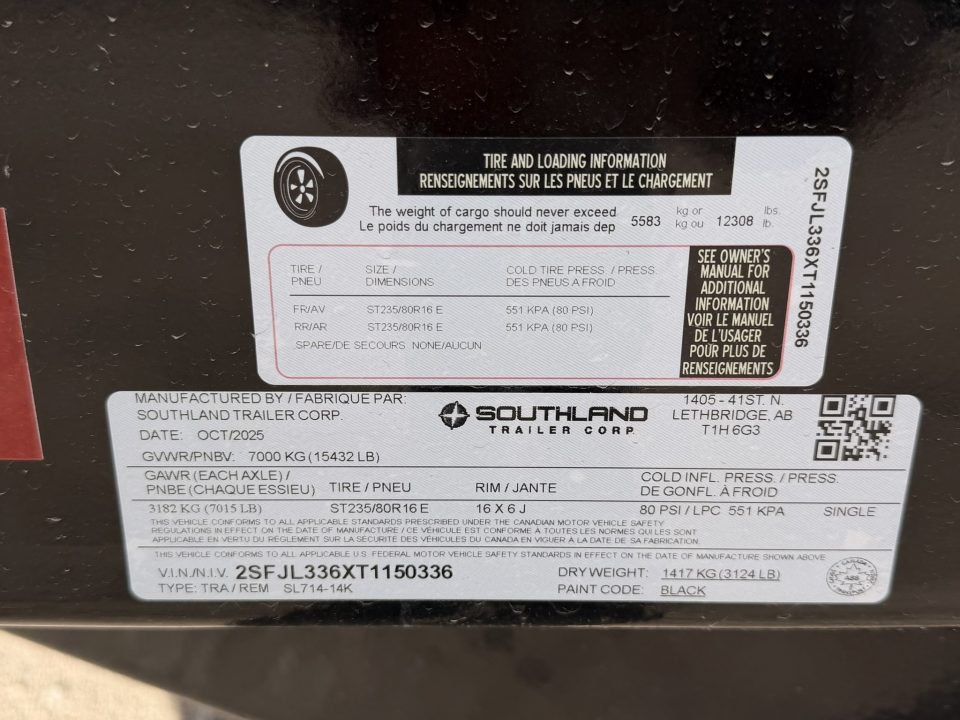 TIRE AND LOADING INFORMATION
RENSEIGNEMENTS SUR LES PNEUS ET LE CHARGEMENT
The weight of cargo should never exceed 5583 kg or 12308 lbs.
Le poids du chargement ne doit jamais dep kg ou lb.
TIRE / SIZE / COLD TIRE PRESS. / PRESS.
PNEU DIMENSIONS DES PNEUS A FROID
FR/AV ST235/80R16 E 551 KPA (80 PSI)
RR/AR ST235/80R16 E 551 KPA (80 PSI)
SPARE/DE SECOURS NONE/AUCUN
SEE OWNER'S
MANUAL FOR
ADDITIONAL
INFORMATION
VOIR LE MANUEL
DE L'USAGER
POUR PLUS DE
RENSEIGNEMENTS
2SFJL336XT1150336
MANUFACTURED BY / FABRIQUE PAR:
SOUTHLAND TRAILER CORP.
DATE: OCT/2025
GVWR/PNBV: 7000 KG (15432 LB)
SOUTHLAND
TRAILER CORP
1405 - 41ST. N.
LETHBRIDGE, AB
T1H 6G3
GAWR (EACH AXLE) / COLD INFL. PRESS. / PRESS.
PNBE (CHAQUE ESSIEU) TIRE / PNEU RIM / JANTE DE GONFL. À FROID
3182 KG (7015 LB) ST235/80R16 E 16 X 6 J 80 PSI / LPC 551 KPA SINGLE
THIS VEHICLE CONFORMS TO ALL APPLICABLE STANDARDS PRESCRIBED UNDER THE CANADIAN MOTOR VEHICLE SAFETY
REGULATIONS IN EFFECT ON THE DATE OF MANUFACTURE / CE VÉHICULE EST CONFORME À TOUTES LES NORMES QUI LUI SONT
APPLICABLE EN VERTU DU RÈGLEMENT SUR LA SÉCURITÉ DES VÉHICULES DU CANADA EN VIGUER À LA DATE DE SA FABRICATION.
THIS VEHICLE CONFORMS TO ALL APPLICABLE U.S. FEDERAL MOTOR VEHICLE SAFETY STANDARDS IN EFFECT ON THE DATE OF MANUFACTURE SHOWN ABOVE
V.I.N./N.I.V. 2SFJL336XT1150336 DRY WEIGHT: 1417 KG (3124 LB)
TYPE: TRA / REM SL714-14K PAINT CODE: BLACK